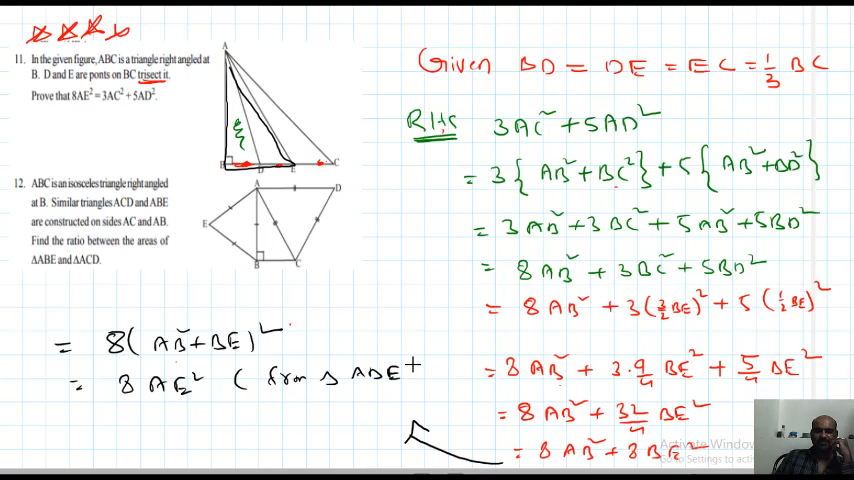 11. In the given figure, ABC is a triangle right angled at
B. D and E are ponts on BC trisect it.
Prove that 8AE² = 3AC² + 5AD².
A
B
D
E
C
12. ABC is an isosceles triangle right angled
at B. Similar triangles ACD and ABE
are constructed on sides AC and AB.
Find the ratio between the areas of
ΔABE and ΔACD.
A
D
E
B
C
= 8(AB²+BE)²
= 8AE² ( from Δ ABE
Given BD = DE = EC = 1/3 BC
RHS 3AC² + 5AD²
= 3{AB²+BC²} + 5{AB²+BD²}
= 3AB² + 3BC² + 5AB² + 5BD²
= 8AB² + 3BC² + 5BD²
= 8AB² + 3(3/2 BE)² + 5(1/2 BE)²
= 8AB² + 3·9/4 BE² + 5/4 BE²
= 8AB² + 32/4 BE²
= 8AB² + 8BE²
Activate Window
Go to Settings to acti